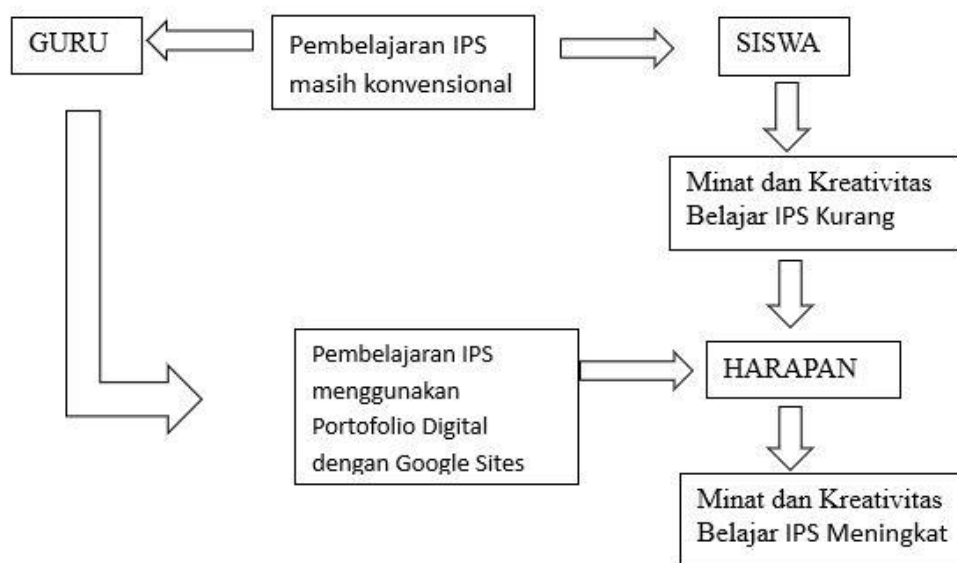 GURU
Pembelajaran IPS
masih konvensional
SISWA
Minat dan Kreativitas
Belajar IPS Kurang
Pembelajaran IPS
menggunakan
Portofolio Digital
dengan Google Sites
HARAPAN
Minat dan Kreativitas
Belajar IPS Meningkat